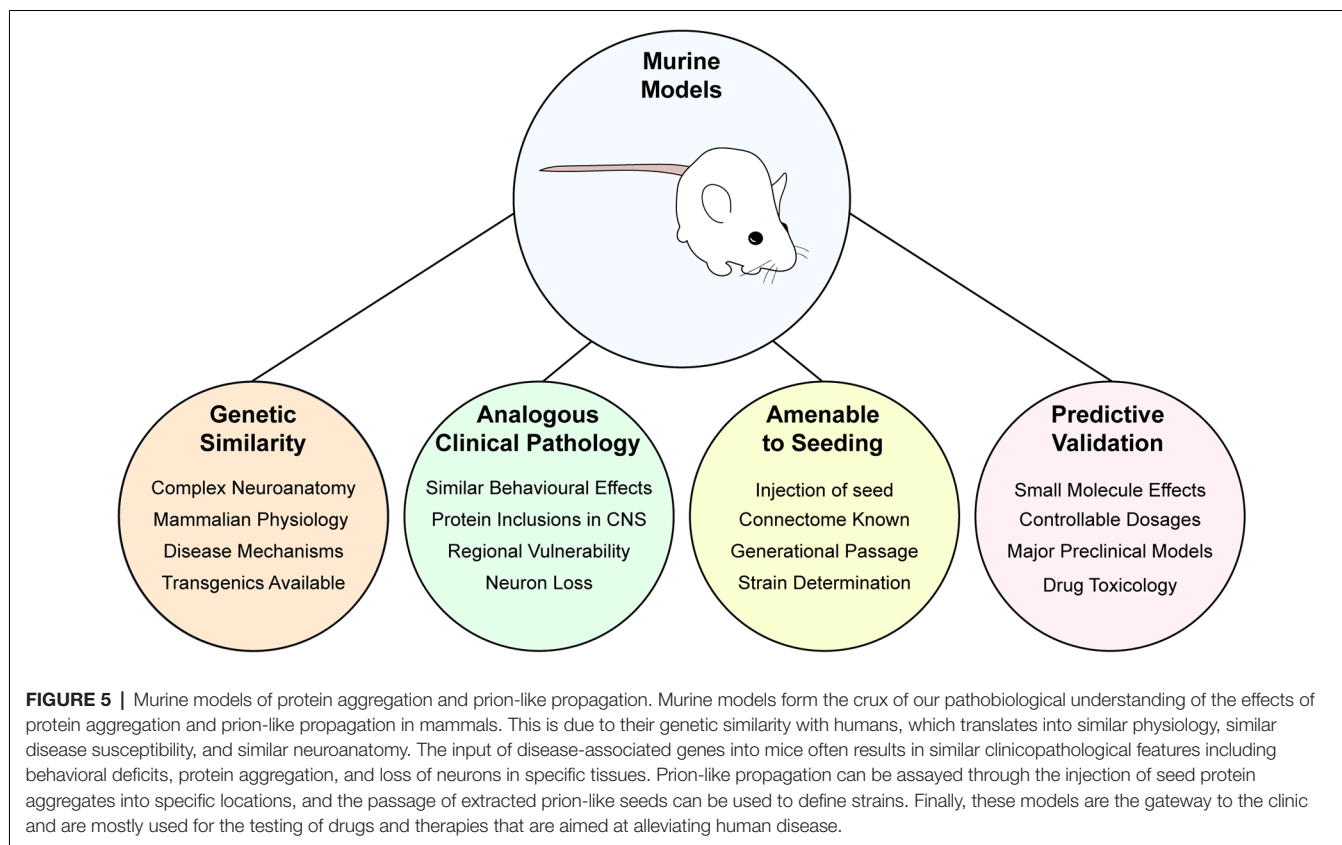 Murine
Models
Genetic
Similarity
Complex Neuroanatomy
Mammalian Physiology
Disease Mechanisms
Transgenics Available
Analogous
Clinical Pathology
Similar Behavioural Effects
Protein Inclusions in CNS
Regional Vulnerability
Neuron Loss
Amenable
to Seeding
Injection of seed
Connectome Known
Generational Passage
Strain Determination
Predictive
Validation
Small Molecule Effects
Controllable Dosages
Major Preclinical Models
Drug Toxicology
FIGURE 5 | Murine models of protein aggregation and prion-like propagation. Murine models form the crux of our pathobiological understanding of the effects of
protein aggregation and prion-like propagation in mammals. This is due to their genetic similarity with humans, which translates into similar physiology, similar
disease susceptibility, and similar neuroanatomy. The input of disease-associated genes into mice often results in similar clinicopathological features including
behavioral deficits, protein aggregation, and loss of neurons in specific tissues. Prion-like propagation can be assayed through the injection of seed protein
aggregates into specific locations, and the passage of extracted prion-like seeds can be used to define strains. Finally, these models are the gateway to the clinic
and are mostly used for the testing of drugs and therapies that are aimed at alleviating human disease.